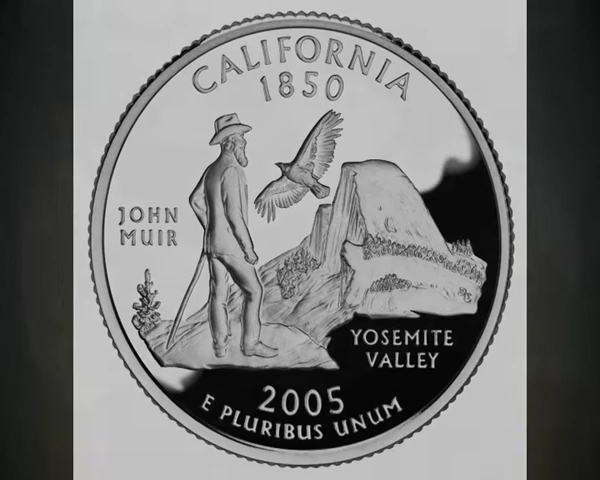 CALIFORNIA
1850
JOHN
MUIR
YOSEMITE
VALLEY
2005
E PLURIBUS UNUM